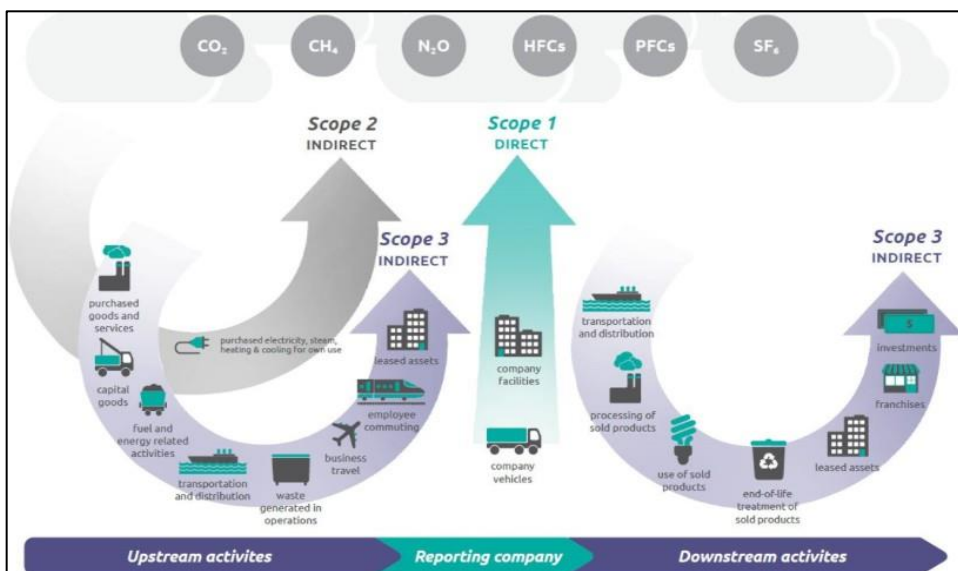 CO₂
CH₄
N₂O
HFCs
PFCs
SF₆
Scope 2
INDIRECT
Scope 1
DIRECT
Scope 3
INDIRECT
Scope 3
INDIRECT
purchased
goods and
services
capital
goods
fuel and
energy related
activities
transportation
and distribution
waste
generated in
operations
business
travel
employee
commuting
leased assets
purchased electricity, steam,
heating & cooling for own use
company
facilities
company
vehicles
transportation
and distribution
processing of
sold products
use of sold
products
end-of-life
treatment of
sold products
leased assets
franchises
investments
$
Upstream activites
Reporting company
Downstream activites